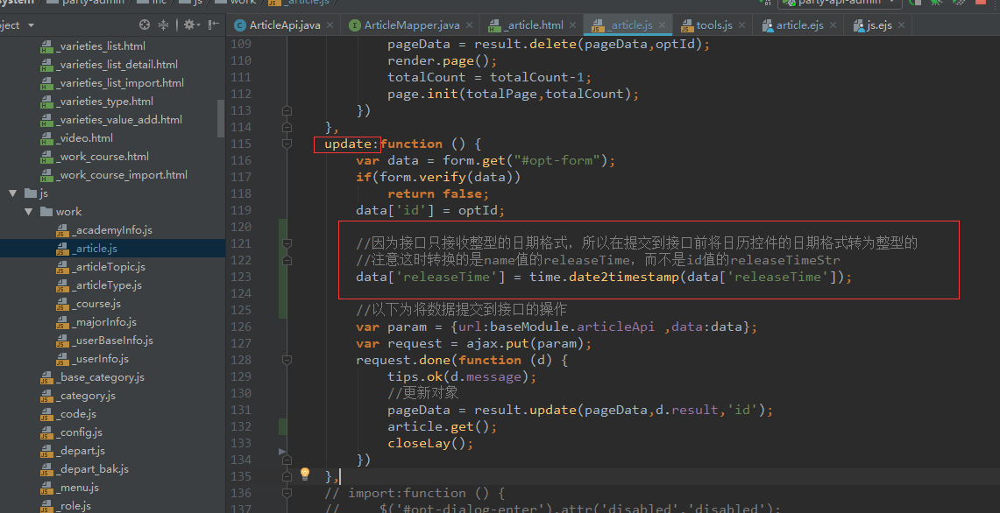 ystem
party-admin
inc
js
work
_article.js
party-api-admin
ject
ArticleApi.java
ArticleMapper.java
_article.html
_article.js
tools.js
article.ejs
js.ejs
_varieties_list.html
_varieties_list_detail.html
_varieties_list_import.html
_varieties_type.html
_varieties_value_add.html
_video.html
_work_course.html
_work_course_import.html
js
work
_academyInfo.js
_article.js
_articleTopic.js
_articleType.js
_course.js
_majorInfo.js
_userBaseInfo.js
_userInfo.js
_base_category.js
_category.js
_code.js
_config.js
_depart.js
_depart_bak.js
_menu.js
_role.js
109 pageData = result.delete(pageData,optId);
110 render.page();
111 totalCount = totalCount-1;
112 page.init(totalPage,totalCount);
113 })
114 },
115 update:function () {
116 var data = form.get("#opt-form");
117 if(form.verify(data))
118 return false;
119 data['id'] = optId;
120
121 //因为接口只接收整型的日期格式，所以在提交到接口前将日历控件的日期格式转为整型的
122 //注意这时转换的是name值的releaseTime，而不是id值的releaseTimeStr
123 data['releaseTime'] = time.date2timestamp(data['releaseTime']);
124
125 //以下为将数据提交到接口的操作
126 var param = {url:baseModule.articleApi ,data:data};
127 var request = ajax.put(param);
128 request.done(function (d) {
129 tips.ok(d.message);
130 //更新对象
131 pageData = result.update(pageData,d.result,'id');
132 article.get();
133 closeLay();
134 })
135 },
136 // import:function () {
137 // $('#opt-dialog-enter').attr('disabled','disabled');